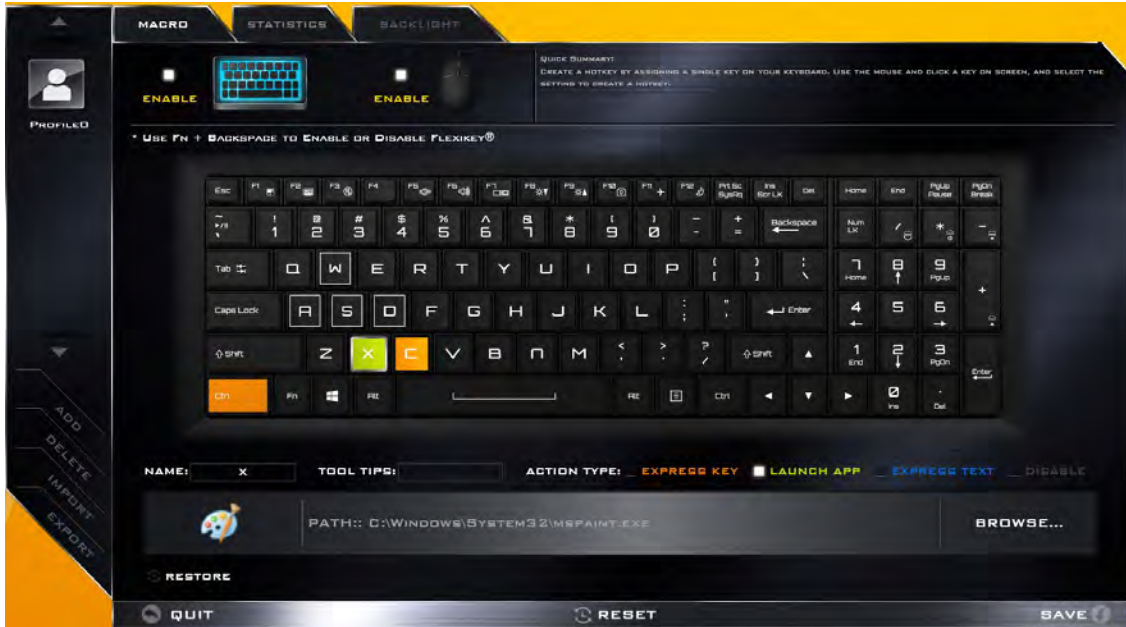 MACRO STATISTICS BACKLIGHT
PROFILE0
ENABLE ENABLE
QUICK SUMMARY:
CREATE A HOTKEY BY ASSIGNING A SINGLE KEY ON YOUR KEYBOARD. USE THE MOUSE AND CLICK A KEY ON SCREEN, AND SELECT THE
SETTING TO CREATE A HOTKEY.
* USE FN + BACKSPACE TO ENABLE OR DISABLE FLEXIKEY®
Esc F1 F2 F3 F4 F5 F6 F7 F8 F9 F10 F11 F12 Prt Sc SysRq Ins Scr Lk Del Home End PgUp Pause PgDn Break
~ ` ! 1 @ 2 # 3 $ 4 % 5 ^ 6 & 7 * 8 ( 9 ) 0 _ - + = Backspace Num Lk / * -
Tab Q W E R T Y U I O P { [ } ] | \ 7 Home 8 9 PgUp +
Caps Lock A S D F G H J K L : ; " ' Enter 4 5 6
Shift Z X C V B N M < , > . ? / Shift 1 End 2 3 PgDn Enter
Ctrl Fn Alt Alt Ctrl 0 Ins . Del
NAME: X TOOL TIPS: ACTION TYPE: EXPRESS KEY LAUNCH APP EXPRESS TEXT DISABLE
PATH:: C:\WINDOWS\SYSTEM32\MSPAINT.EXE BROWSE...
ADD
DELETE
IMPORT
EXPORT
RESTORE
QUIT RESET SAVE